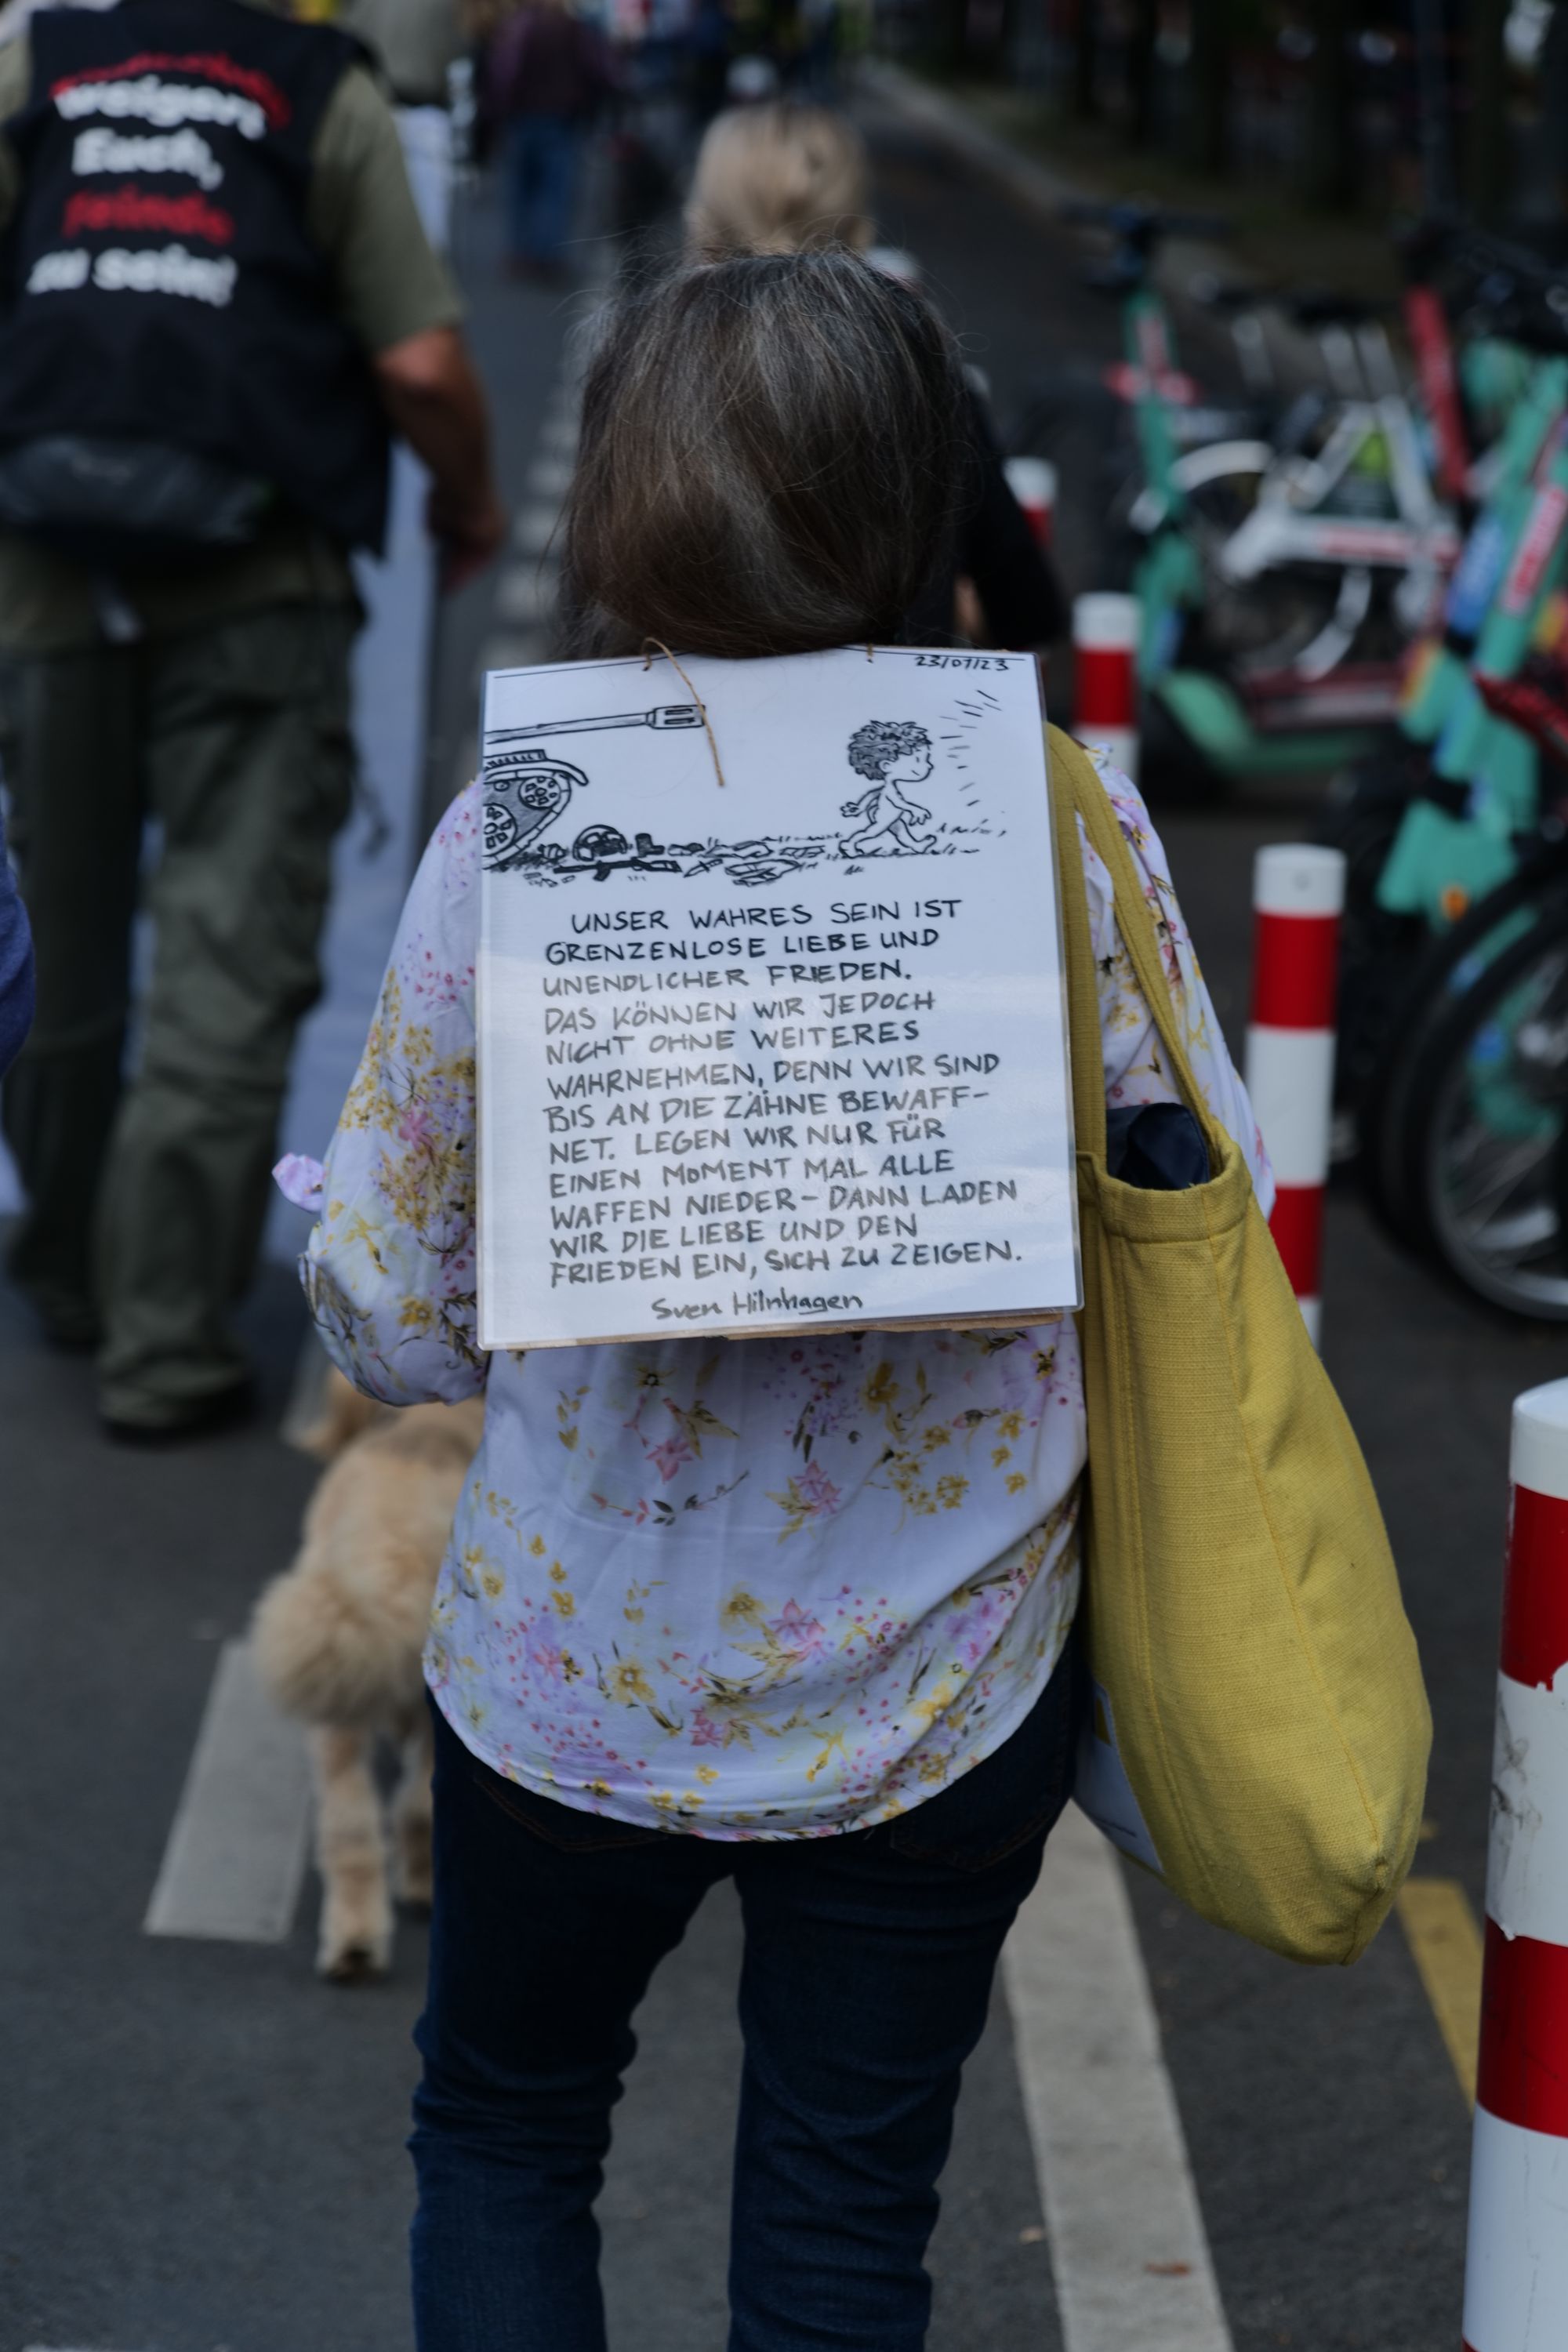 weigert
Euch,
feinde
zu sein!
23/07/23
UNSER WAHRES SEIN IST
GRENZENLOSE LIEBE UND
UNENDLICHER FRIEDEN.
DAS KÖNNEN WIR JEDOCH
NICHT OHNE WEITERES
WAHRNEHMEN, DENN WIR SIND
BIS AN DIE ZÄHNE BEWAFF-
NET. LEGEN WIR NUR FÜR
EINEN MOMENT MAL ALLE
WAFFEN NIEDER - DANN LADEN
WIR DIE LIEBE UND DEN
FRIEDEN EIN, SICH ZU ZEIGEN.
Sven Hilnhagen